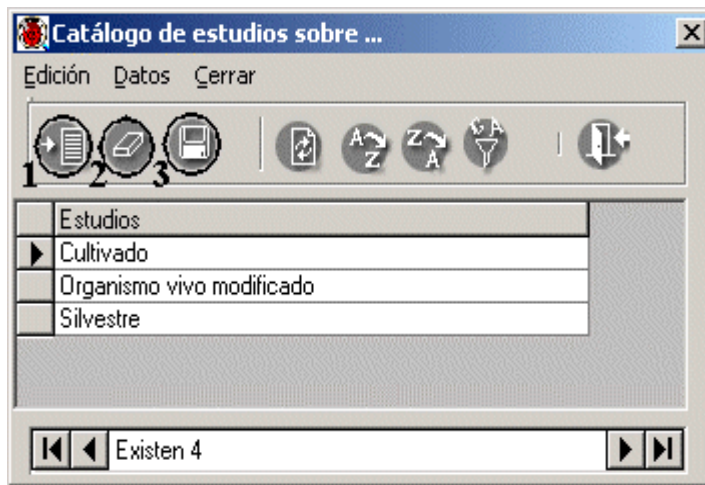 Catálogo de estudios sobre ...
Edición Datos Cerrar
1 2 3
A Z Z A
Estudios
Cultivado
Organismo vivo modificado
Silvestre
Existen 4